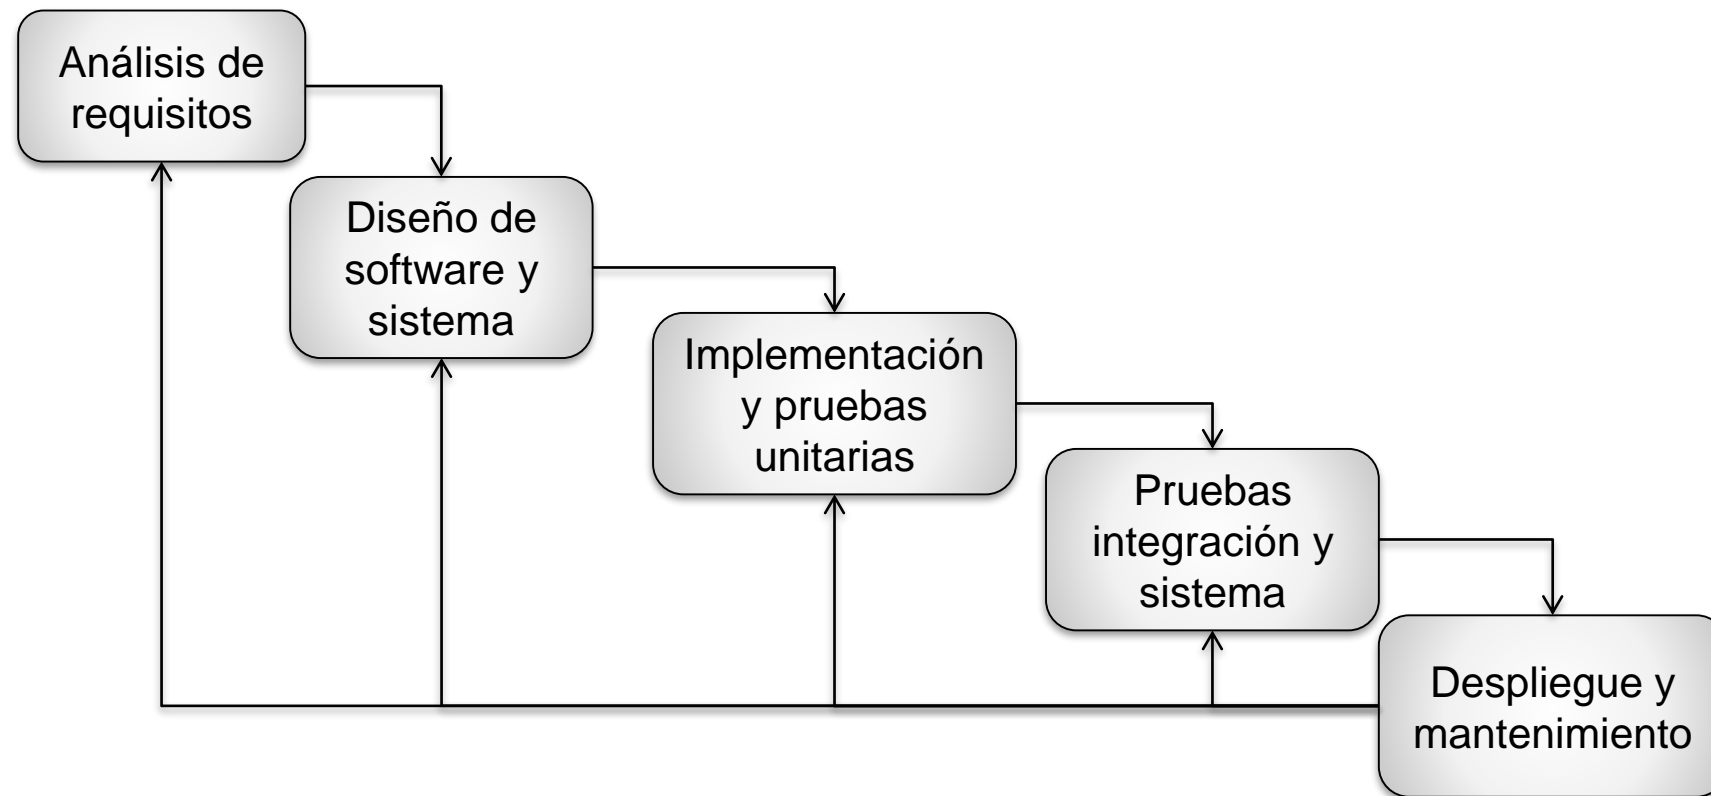 Análisis de
requisitos
Diseño de
software y
sistema
Implementación
y pruebas
unitarias
Pruebas
integración y
sistema
Despliegue y
mantenimiento